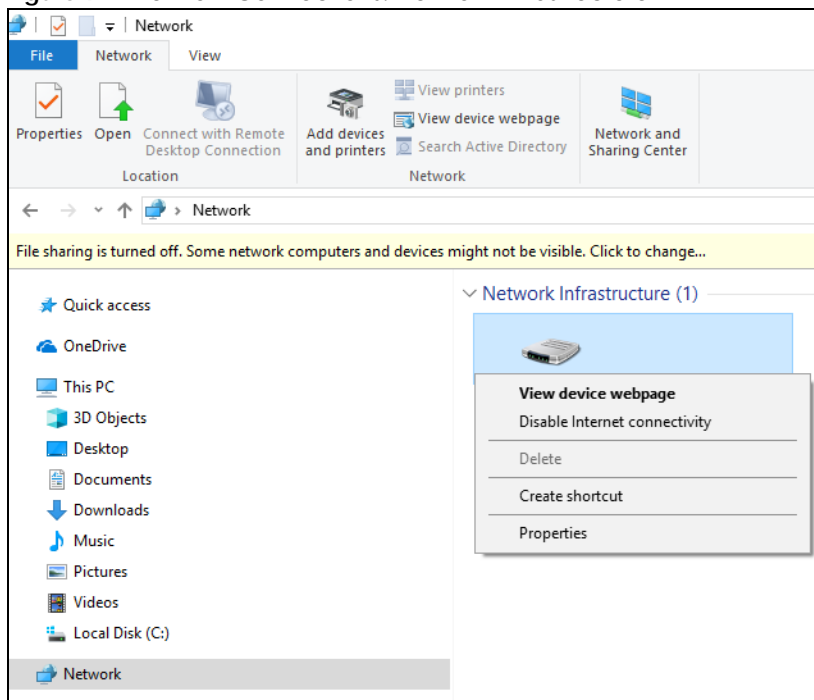 Network
File Network View
Properties
Open
Connect with Remote
Desktop Connection
Location
Add devices
and printers
View printers
View device webpage
Search Active Directory
Network
Network and
Sharing Center
Network
File sharing is turned off. Some network computers and devices might not be visible. Click to change...
Quick access
OneDrive
This PC
3D Objects
Desktop
Documents
Downloads
Music
Pictures
Videos
Local Disk (C:)
Network
Network Infrastructure (1)
View device webpage
Disable Internet connectivity
Delete
Create shortcut
Properties